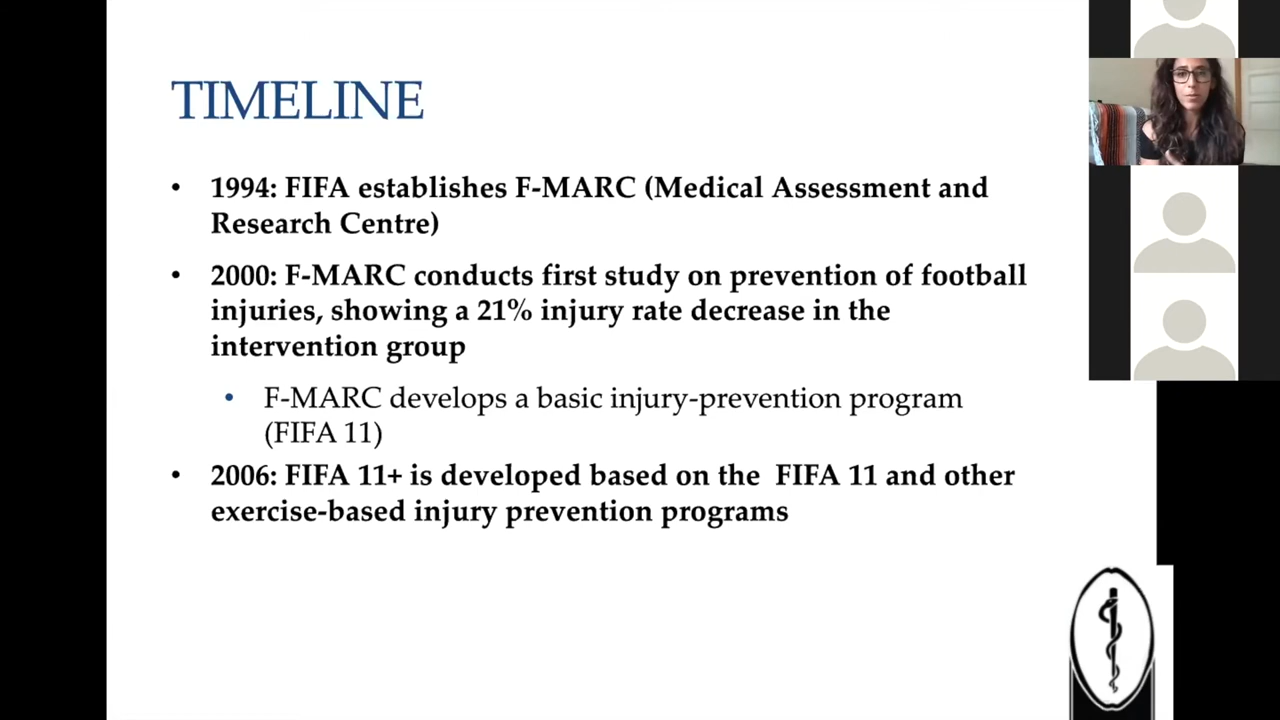 TIMELINE
• 1994: FIFA establishes F-MARC (Medical Assessment and
Research Centre)
• 2000: F-MARC conducts first study on prevention of football
injuries, showing a 21% injury rate decrease in the
intervention group
• F-MARC develops a basic injury-prevention program
(FIFA 11)
• 2006: FIFA 11+ is developed based on the  FIFA 11 and other
exercise-based injury prevention programs